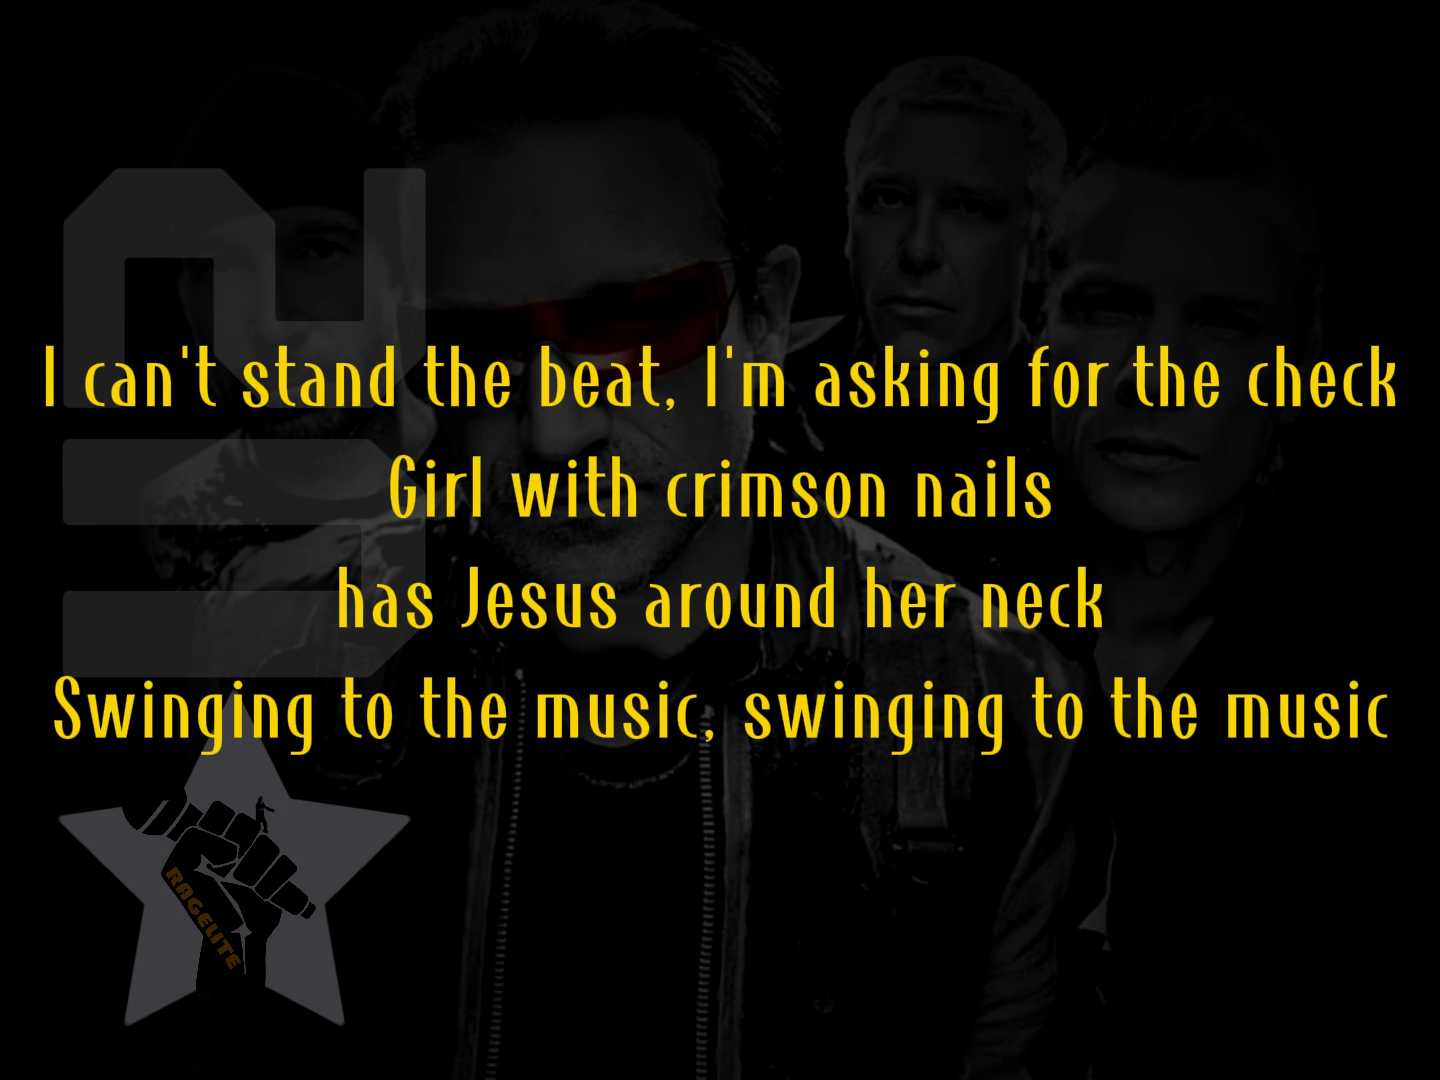 U2
I can't stand the beat, I'm asking for the check
Girl with crimson nails
has Jesus around her neck
Swinging to the music, swinging to the music
RAGELITE